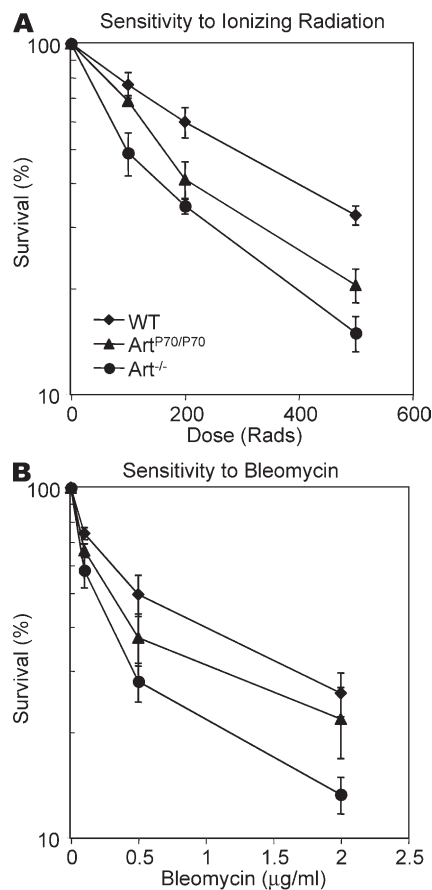 A Sensitivity to Ionizing Radiation
100
10
Survival (%)
WT
Art^P70/P70
Art^-/-
0 200 400 600
Dose (Rads)
B Sensitivity to Bleomycin
100
10
Survival (%)
0 0.5 1 1.5 2 2.5
Bleomycin (μg/ml)